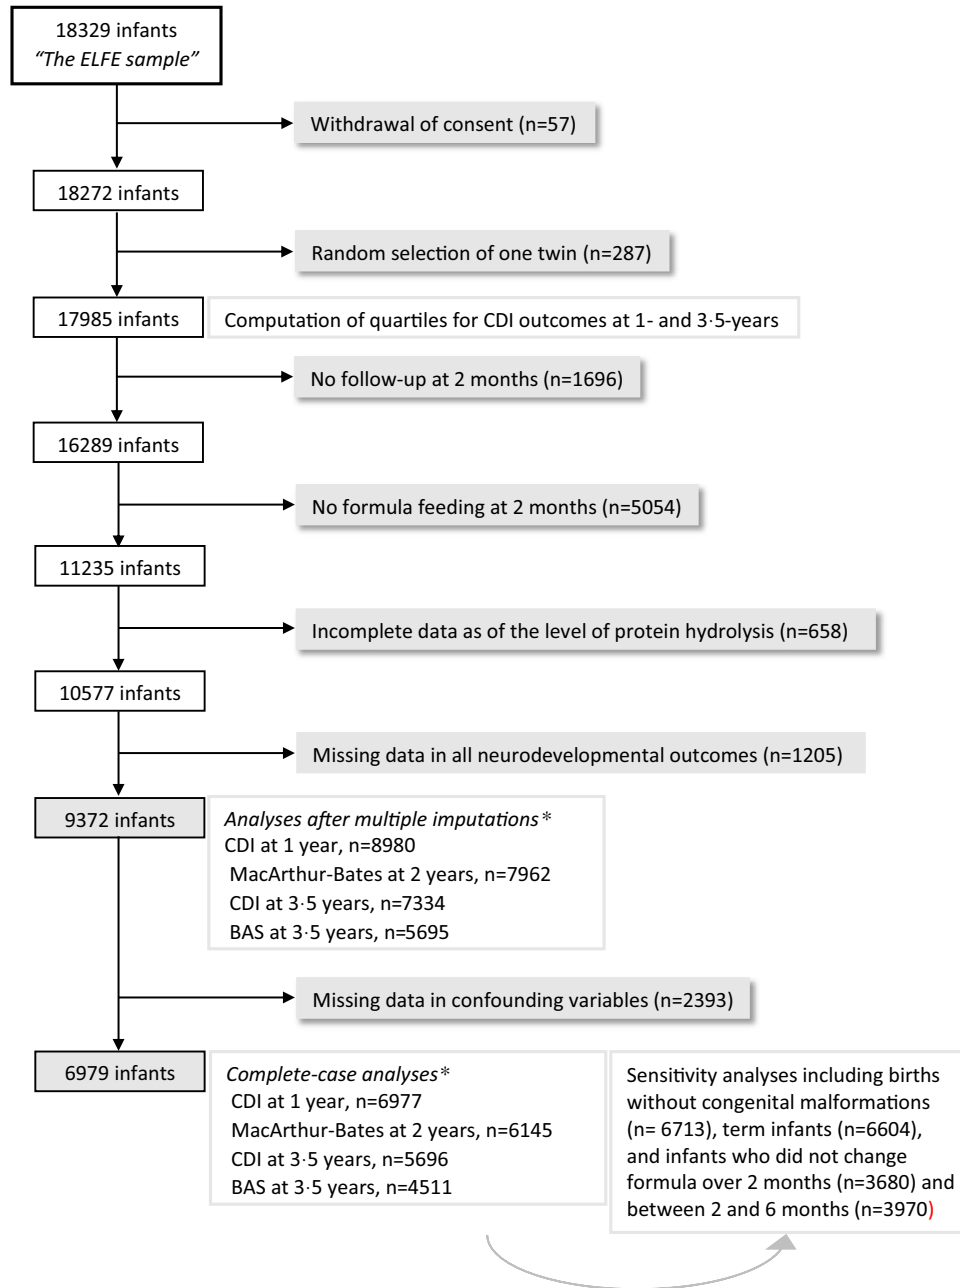 18329 infants
“The ELFE sample”
Withdrawal of consent (n=57)
18272 infants
Random selection of one twin (n=287)
17985 infants
Computation of quartiles for CDI outcomes at 1- and 3·5-years
No follow-up at 2 months (n=1696)
16289 infants
No formula feeding at 2 months (n=5054)
11235 infants
Incomplete data as of the level of protein hydrolysis (n=658)
10577 infants
Missing data in all neurodevelopmental outcomes (n=1205)
9372 infants
Analyses after multiple imputations*
CDI at 1 year, n=8980
MacArthur-Bates at 2 years, n=7962
CDI at 3·5 years, n=7334
BAS at 3·5 years, n=5695
Missing data in confounding variables (n=2393)
6979 infants
Complete-case analyses*
CDI at 1 year, n=6977
MacArthur-Bates at 2 years, n=6145
CDI at 3·5 years, n=5696
BAS at 3·5 years, n=4511
Sensitivity analyses including births
without congenital malformations
(n= 6713), term infants (n=6604),
and infants who did not change
formula over 2 months (n=3680) and
between 2 and 6 months (n=3970)